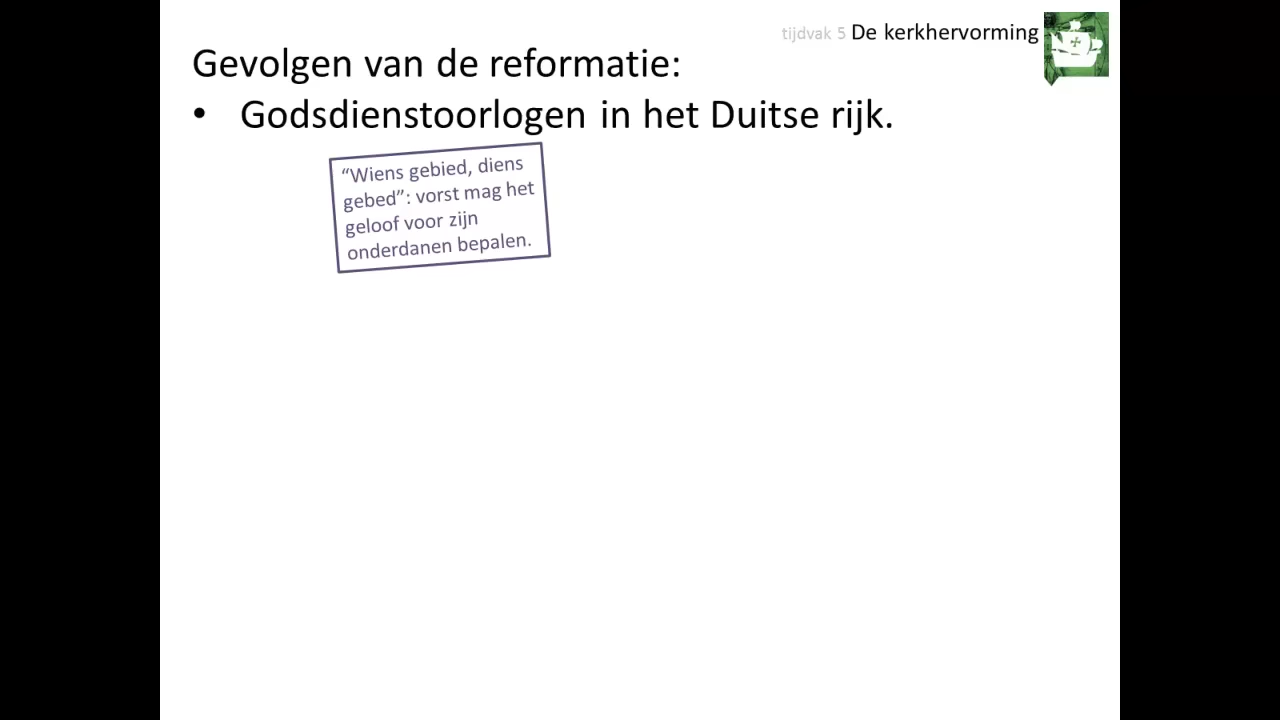 tijdvak 5 De kerkhervorming
Gevolgen van de reformatie:
• Godsdienstoorlogen in het Duitse rijk.
“Wiens gebied, diens
gebed”: vorst mag het
geloof voor zijn
onderdanen bepalen.